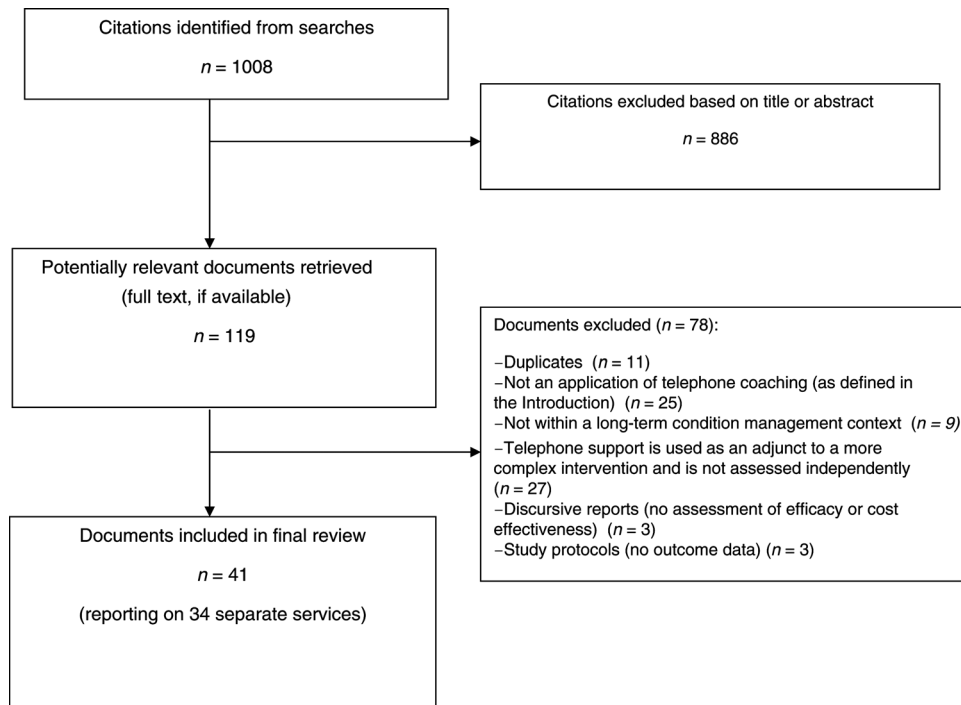 Citations identified from searches
n = 1008
Citations excluded based on title or abstract
n = 886
Potentially relevant documents retrieved
(full text, if available)
n = 119
Documents excluded (n = 78):
–Duplicates (n = 11)
–Not an application of telephone coaching (as defined in
the Introduction) (n = 25)
–Not within a long-term condition management context (n = 9)
–Telephone support is used as an adjunct to a more
complex intervention and is not assessed independently
(n = 27)
–Discursive reports (no assessment of efficacy or cost
effectiveness) (n = 3)
–Study protocols (no outcome data) (n = 3)
Documents included in final review
n = 41
(reporting on 34 separate services)